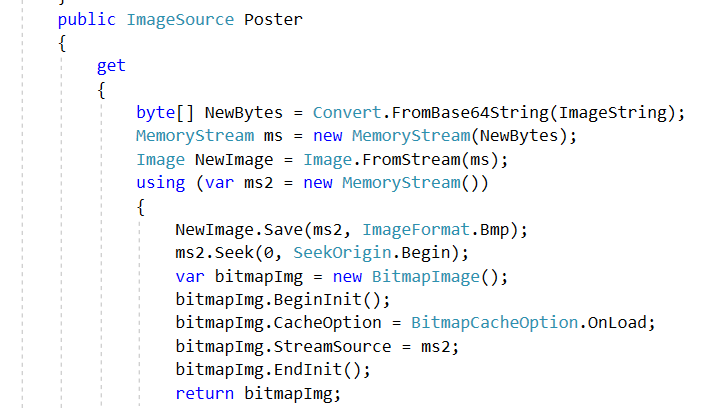 }
public ImageSource Poster
{
get
{
byte[] NewBytes = Convert.FromBase64String(ImageString);
MemoryStream ms = new MemoryStream(NewBytes);
Image NewImage = Image.FromStream(ms);
using (var ms2 = new MemoryStream())
{
NewImage.Save(ms2, ImageFormat.Bmp);
ms2.Seek(0, SeekOrigin.Begin);
var bitmapImg = new BitmapImage();
bitmapImg.BeginInit();
bitmapImg.CacheOption = BitmapCacheOption.OnLoad;
bitmapImg.StreamSource = ms2;
bitmapImg.EndInit();
return bitmapImg;